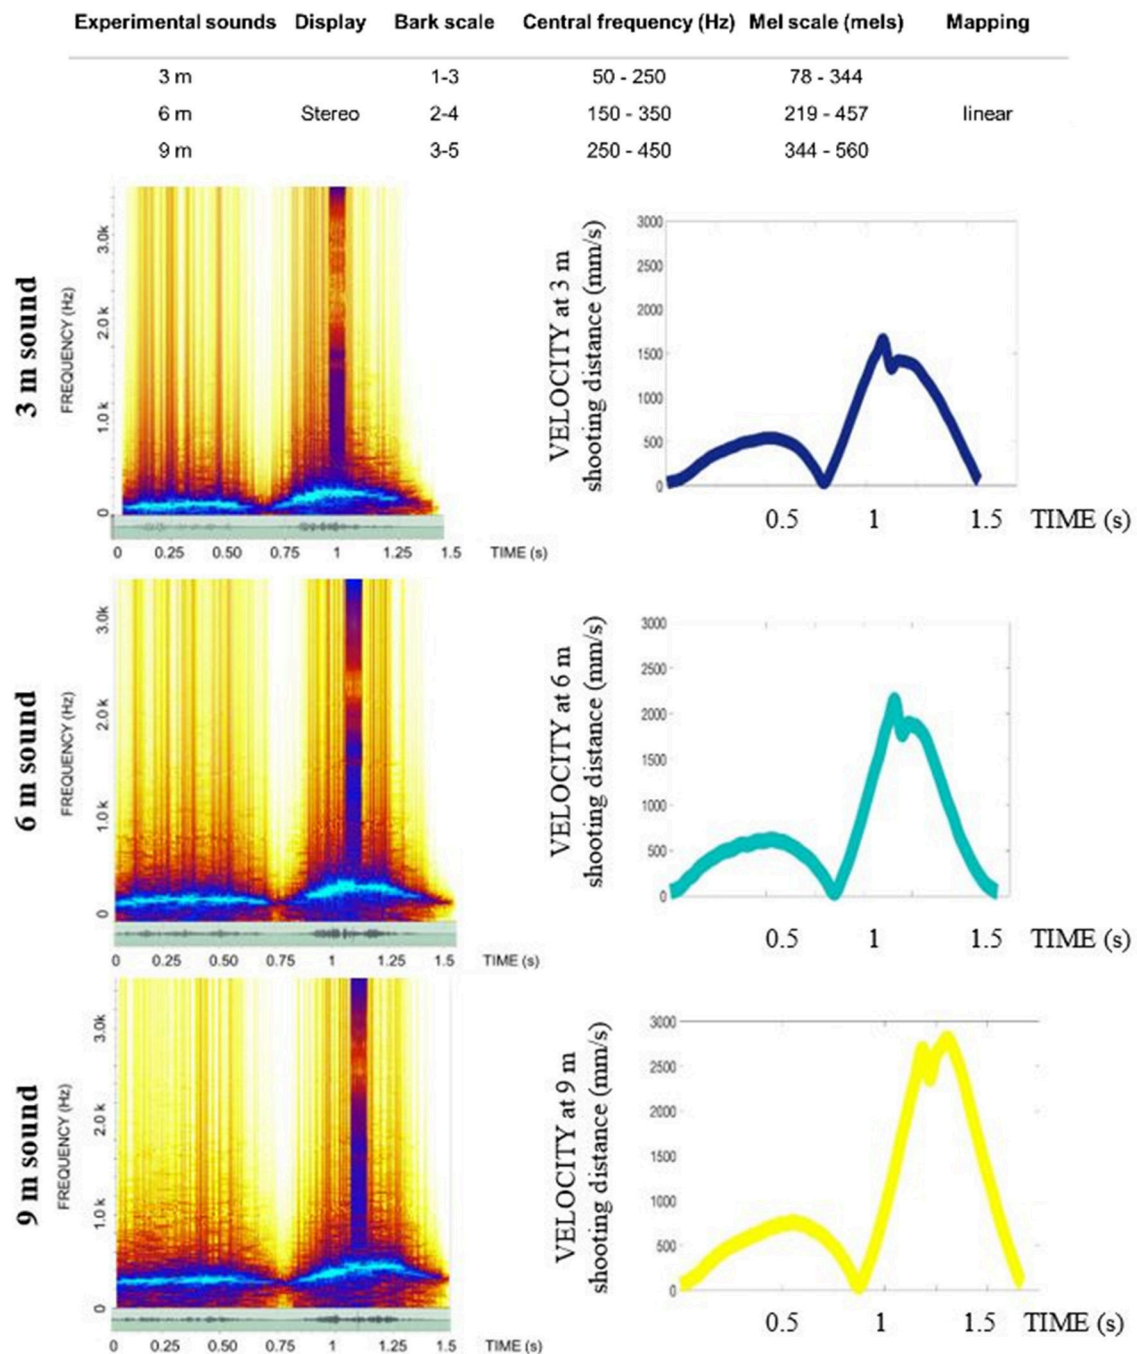 Experimental sounds Display Bark scale Central frequency (Hz) Mel scale (mels) Mapping
3 m 1-3 50 - 250 78 - 344
6 m Stereo 2-4 150 - 350 219 - 457 linear
9 m 3-5 250 - 450 344 - 560
3 m sound
FREQUENCY (Hz)
3.0k
2.0 k
1.0 k
0
0 0.25 0.50 0.75 1 1.25 1.5 TIME (s)
VELOCITY at 3 m
shooting distance (mm/s)
3000
2500
2000
1500
1000
500
0
0.5 1 1.5 TIME (s)
6 m sound
FREQUENCY (Hz)
3.0k
2.0 k
1.0 k
0
0 0.25 0.50 0.75 1 1.25 1.5 TIME (s)
VELOCITY at 6 m
shooting distance (mm/s)
3000
2500
2000
1500
1000
500
0
0.5 1 1.5 TIME (s)
9 m sound
FREQUENCY (Hz)
3.0k
2.0 k
1.0 k
0
0 0.25 0.50 0.75 1 1.25 1.5 TIME (s)
VELOCITY at 9 m
shooting distance (mm/s)
3000
2500
2000
1500
1000
500
0
0.5 1 1.5 TIME (s)